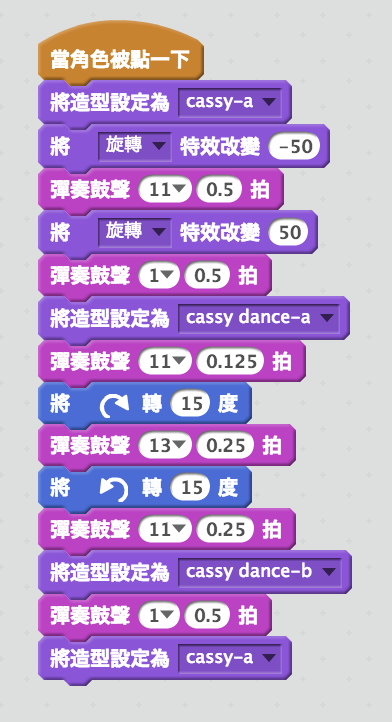 當角色被點一下
將造型設定為 cassy-a
將 旋轉 特效改變 -50
彈奏鼓聲 11 0.5 拍
將 旋轉 特效改變 50
彈奏鼓聲 1 0.5 拍
將造型設定為 cassy dance-a
彈奏鼓聲 11 0.125 拍
將 轉 15 度
彈奏鼓聲 13 0.25 拍
將 轉 15 度
彈奏鼓聲 11 0.25 拍
將造型設定為 cassy dance-b
彈奏鼓聲 1 0.5 拍
將造型設定為 cassy-a